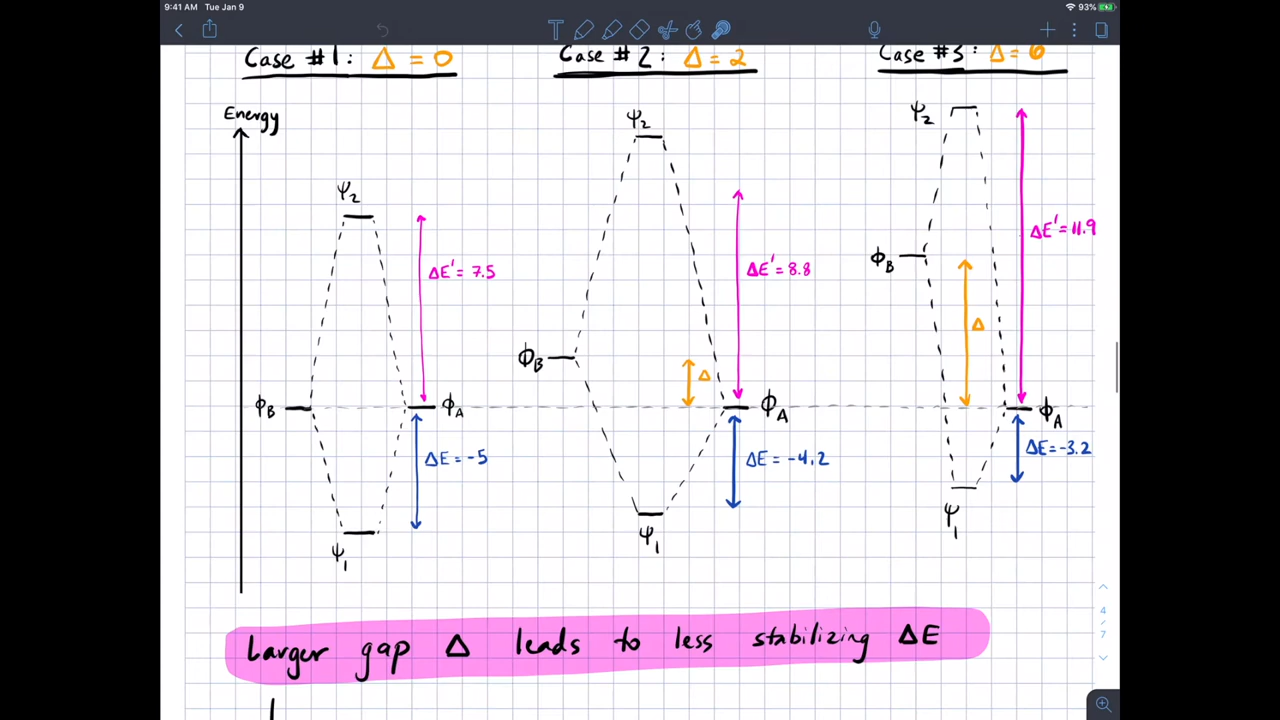 9:41 AM Tue Jan 9
93%
Case #1: Δ = 0
Case #2: Δ = 2
Case #3: Δ = 6
Energy
ψ2
ψ2
ψ2
ΔE' = 7.5
ΔE' = 8.8
ΔE' = 11.9
ϕB
ϕB
ϕB
Δ
Δ
ϕA
ϕA
ϕA
ΔE = -5
ΔE = -4.2
ΔE = -3.2
ψ1
ψ1
ψ1
Larger gap Δ leads to less stabilizing ΔE
4
/
7